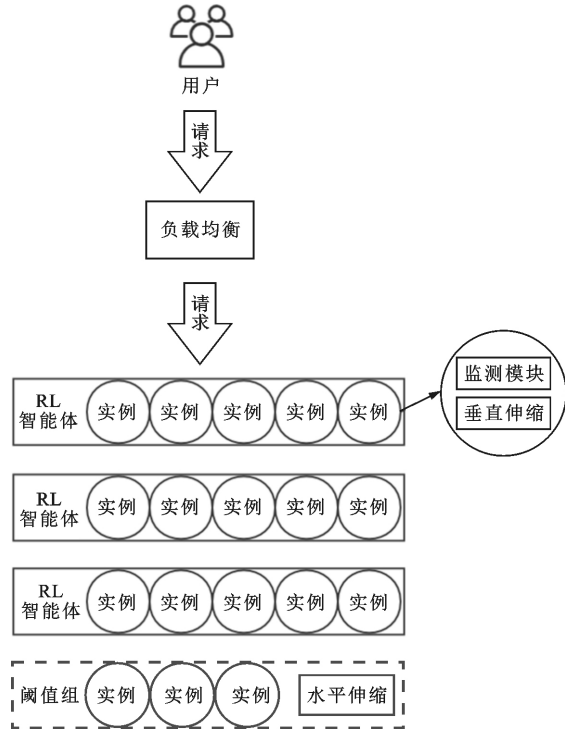 用户
请求
负载均衡
请求
监测模块
垂直伸缩
RL
智能体
实例 实例 实例 实例 实例
RL
智能体
实例 实例 实例 实例 实例
RL
智能体
实例 实例 实例 实例 实例
阈值组 实例 实例 实例 水平伸缩